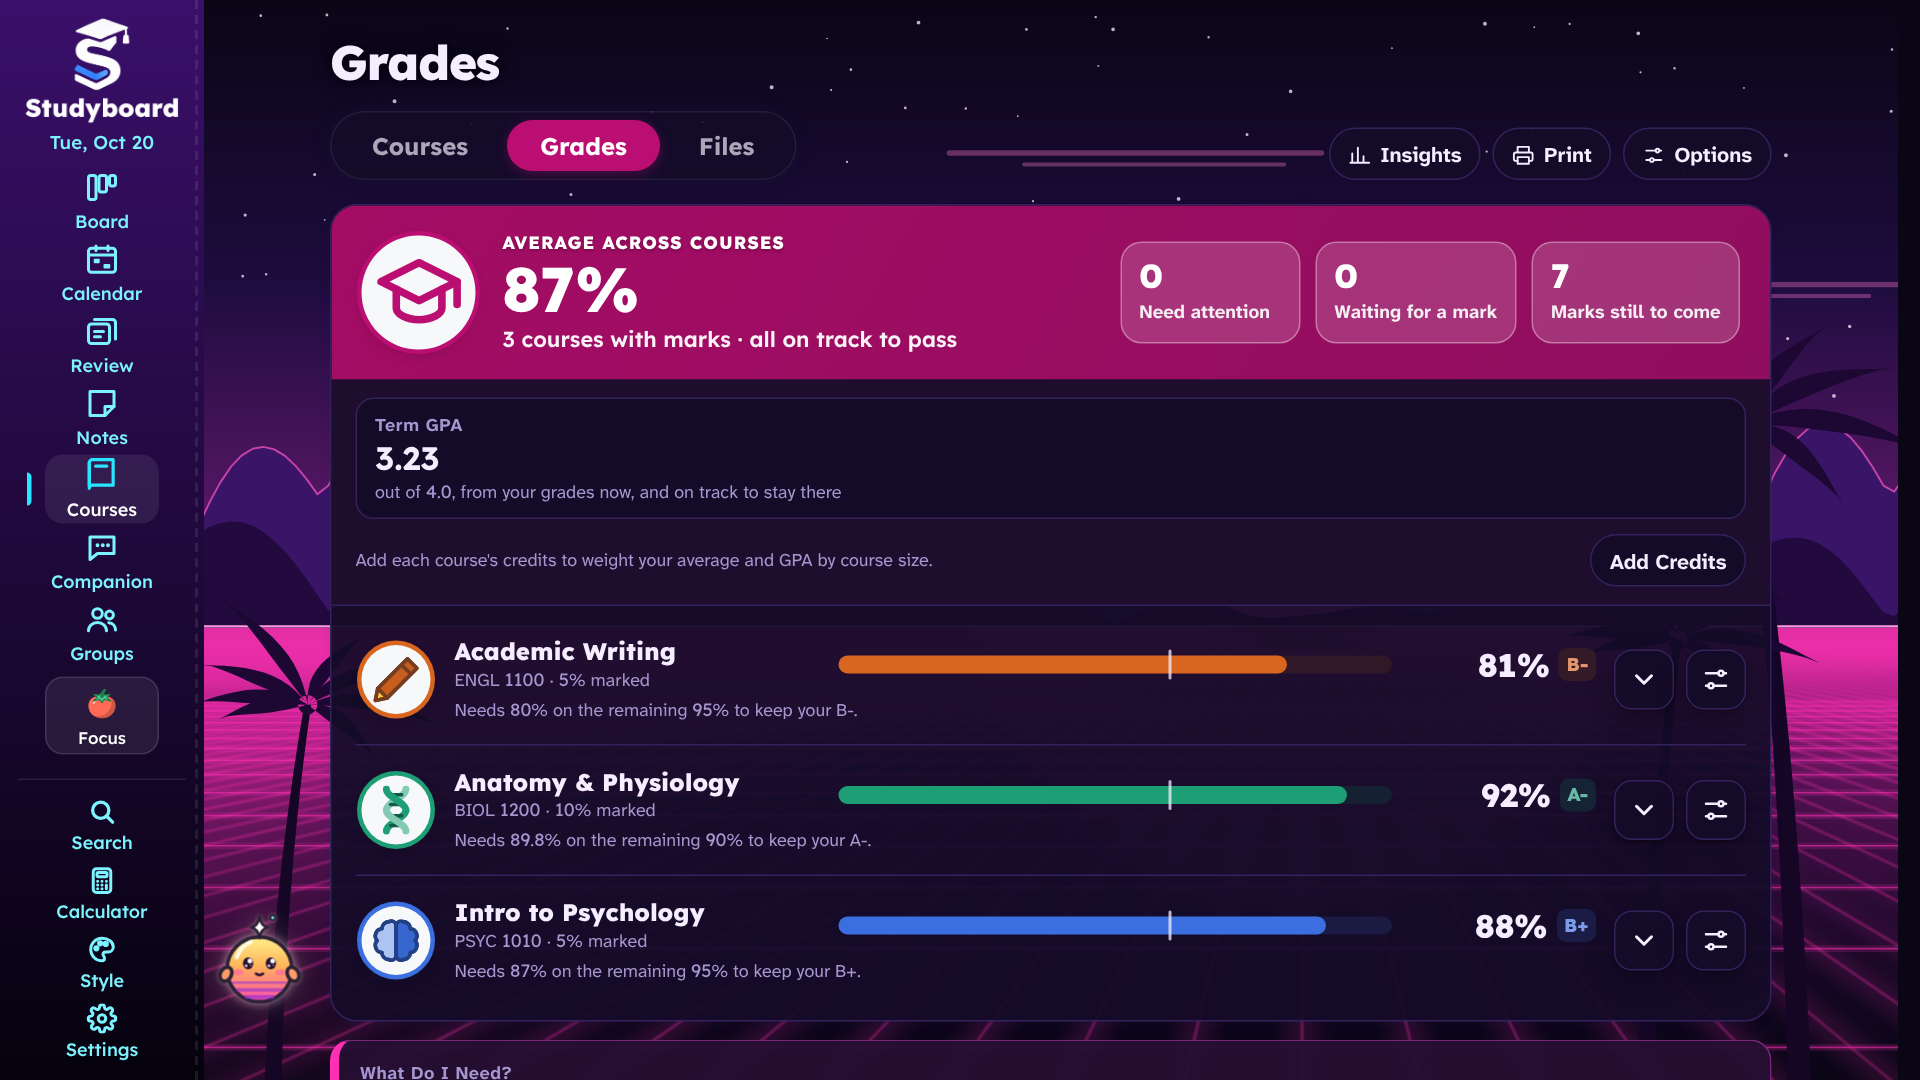 Studyboard
Tue, Oct 20
Board
Calendar
Review
Notes
Courses
Companion
Groups
Focus
Search
Calculator
Style
Settings
Grades
Courses
Grades
Files
Insights
Print
Options
AVERAGE ACROSS COURSES
87%
3 courses with marks · all on track to pass
0
Need attention
0
Waiting for a mark
7
Marks still to come
Term GPA
3.23
out of 4.0, from your grades now, and on track to stay there
Add each course's credits to weight your average and GPA by course size.
Add Credits
Academic Writing
ENGL 1100 · 5% marked
Needs 80% on the remaining 95% to keep your B-.
81% B-
Anatomy & Physiology
BIOL 1200 · 10% marked
Needs 89.8% on the remaining 90% to keep your A-.
92% A-
Intro to Psychology
PSYC 1010 · 5% marked
Needs 87% on the remaining 95% to keep your B+.
88% B+
What Do I Need?